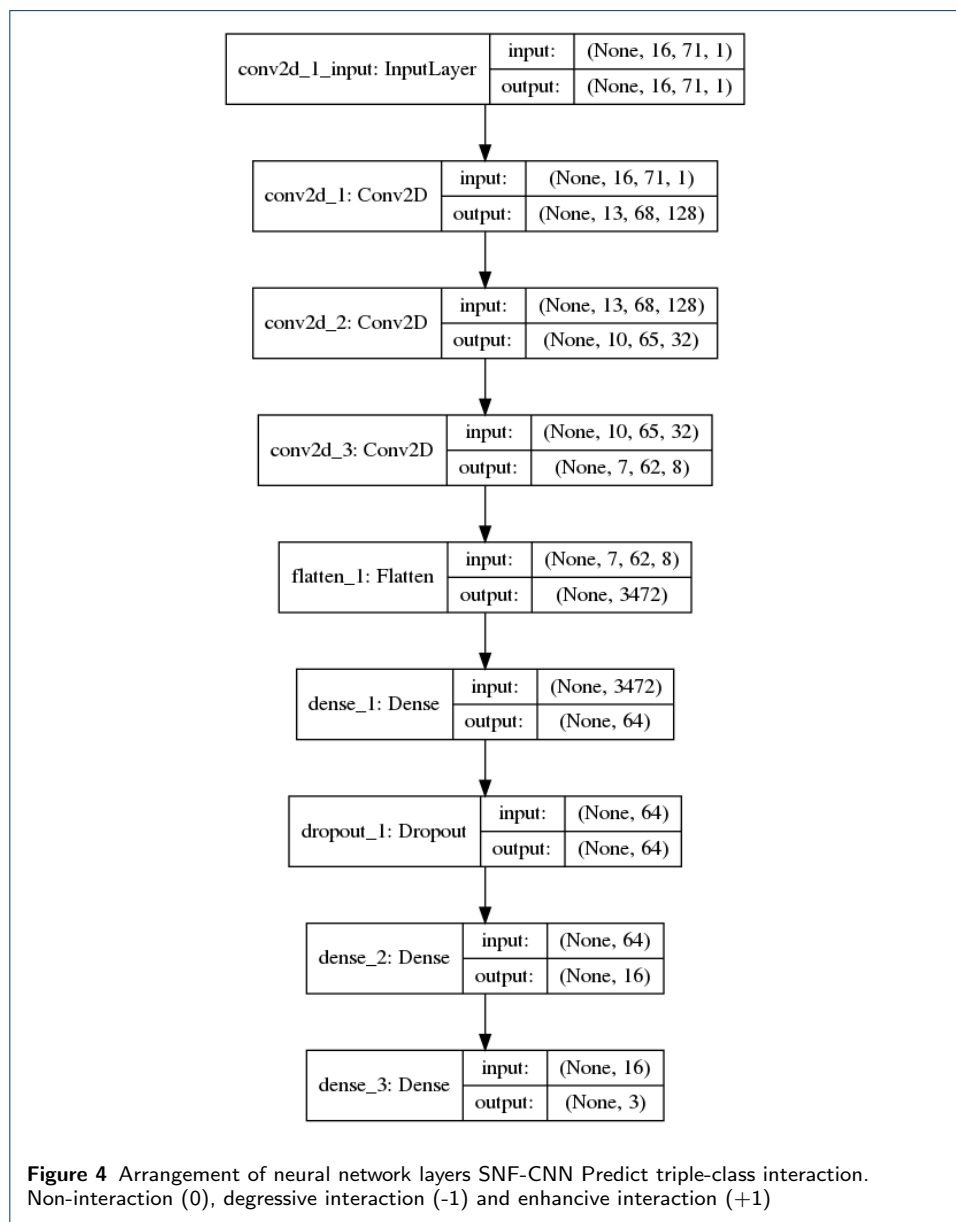 conv2d_1_input: InputLayer
input: (None, 16, 71, 1)
output: (None, 16, 71, 1)
conv2d_1: Conv2D
input: (None, 16, 71, 1)
output: (None, 13, 68, 128)
conv2d_2: Conv2D
input: (None, 13, 68, 128)
output: (None, 10, 65, 32)
conv2d_3: Conv2D
input: (None, 10, 65, 32)
output: (None, 7, 62, 8)
flatten_1: Flatten
input: (None, 7, 62, 8)
output: (None, 3472)
dense_1: Dense
input: (None, 3472)
output: (None, 64)
dropout_1: Dropout
input: (None, 64)
output: (None, 64)
dense_2: Dense
input: (None, 64)
output: (None, 16)
dense_3: Dense
input: (None, 16)
output: (None, 3)
Figure 4 Arrangement of neural network layers SNF-CNN Predict triple-class interaction.
Non-interaction (0), degressive interaction (-1) and enhancive interaction (+1)